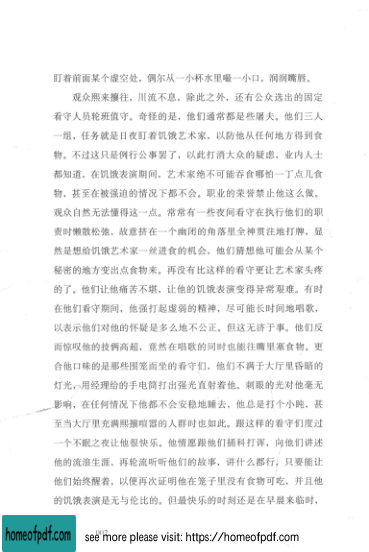 盯着前面某个虚空处，偶尔从一小杯水里嘬一小口，润润嘴唇。
观众熙来攘往，川流不息，除此之外，还有公众选出的固定
看守人员轮班值守。奇怪的是，他们通常都是些屠夫。他们三人
一组，任务就是日夜盯着饥饿艺术家，以防他从任何地方得到食
物。不过这只是例行公事罢了，以此打消大众的疑虑，业内人士
都知道，在饥饿表演期间，艺术家绝不可能吞食哪怕一丁点儿食
物，甚至在被强迫的情况下都不会。职业的荣誉禁止他这么做。
观众自然无法懂得这一点。常常有一些夜间看守在执行他们的职
责时懒散松弛，故意挤在一个幽闭的角落里全神贯注地打牌，显
然是想给饥饿艺术家一丝进食的机会，他们猜想他可能会从某个
秘密的地方变出点食物来。再没有比这样的看守更让艺术家头疼
的了。他们让他痛苦不堪，让他的饥饿表演变得异常艰难。有时
在他们看守期间，他强打起虚弱的精神，尽可能长时间地唱歌，
以表示他们对他的怀疑是多么地不公正。但这无济于事。他们反
而惊叹他的技俩高超，竟然在唱歌的同时也能往嘴里塞食物。更
合他口味的是那些围笼而坐的看守们，他们不满于大厅里昏暗的
灯光，用经理给的手电筒打出强光直射着他。刺眼的光对他毫无
影响，在任何情况下他都不会安稳地睡去，他总是打个小盹，甚
至当大厅里充满熙攘喧嚣的人群时也如此。跟这样的看守们度过
一个不眠之夜让他很快乐。他情愿跟他们插科打诨，向他们讲述
他的流浪生涯，再轮流听听他们的故事，讲什么都行，只要能让
他们始终醒着，以便再次证明他在笼子里没有食物可吃，并且他
的饥饿表演是无与伦比的。但最快乐的时刻还是在早晨来临时，
homeofpdf.com
see more please visit: https://homeofpdf.com